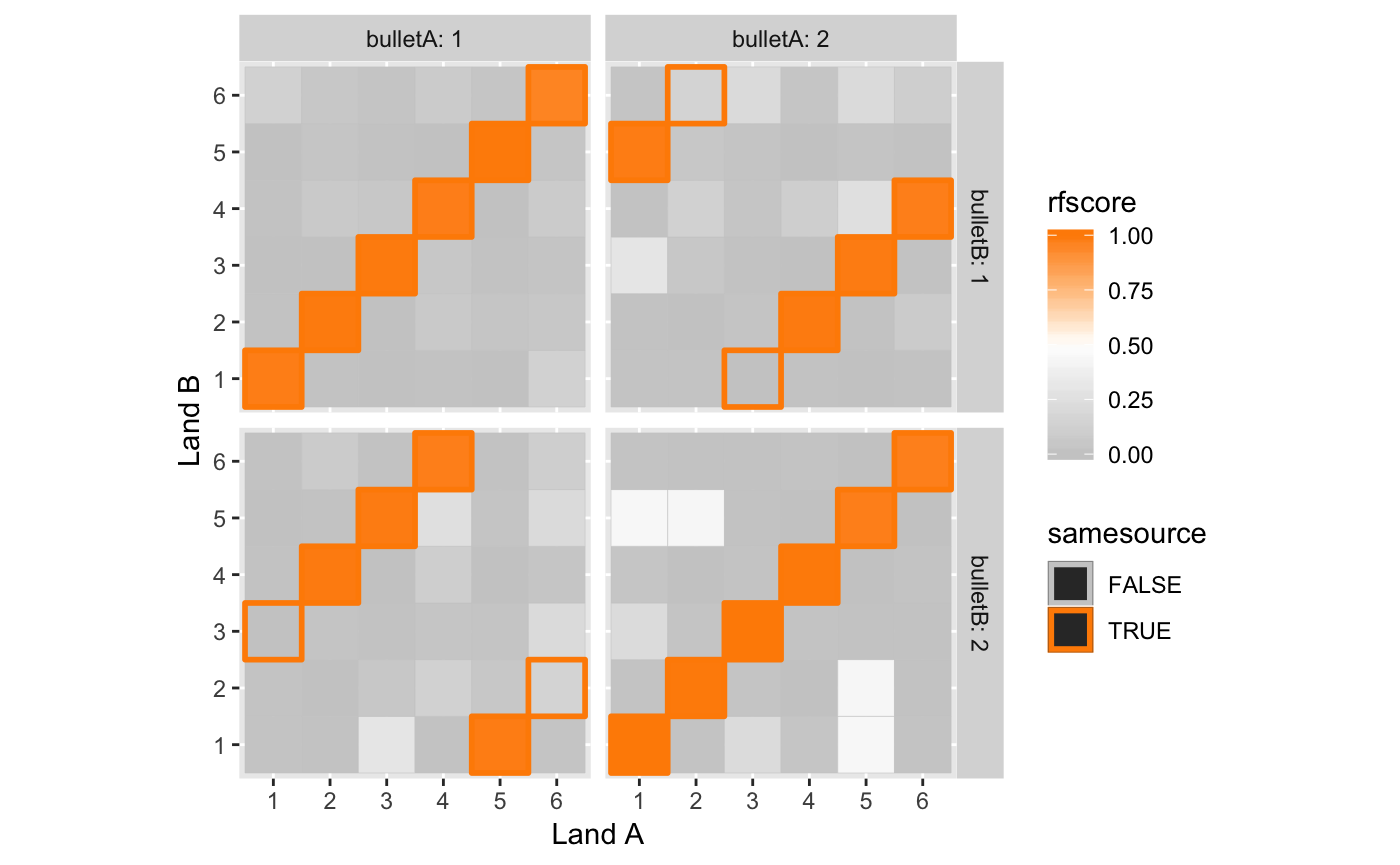 bulletA: 1
bulletA: 2
6
5
4
3
2
1
bulletB: 1
Land B
6
5
4
3
2
1
bulletB: 2
1 2 3 4 5 6
1 2 3 4 5 6
Land A
rfscore
1.00
0.75
0.50
0.25
0.00
samesource
FALSE
TRUE